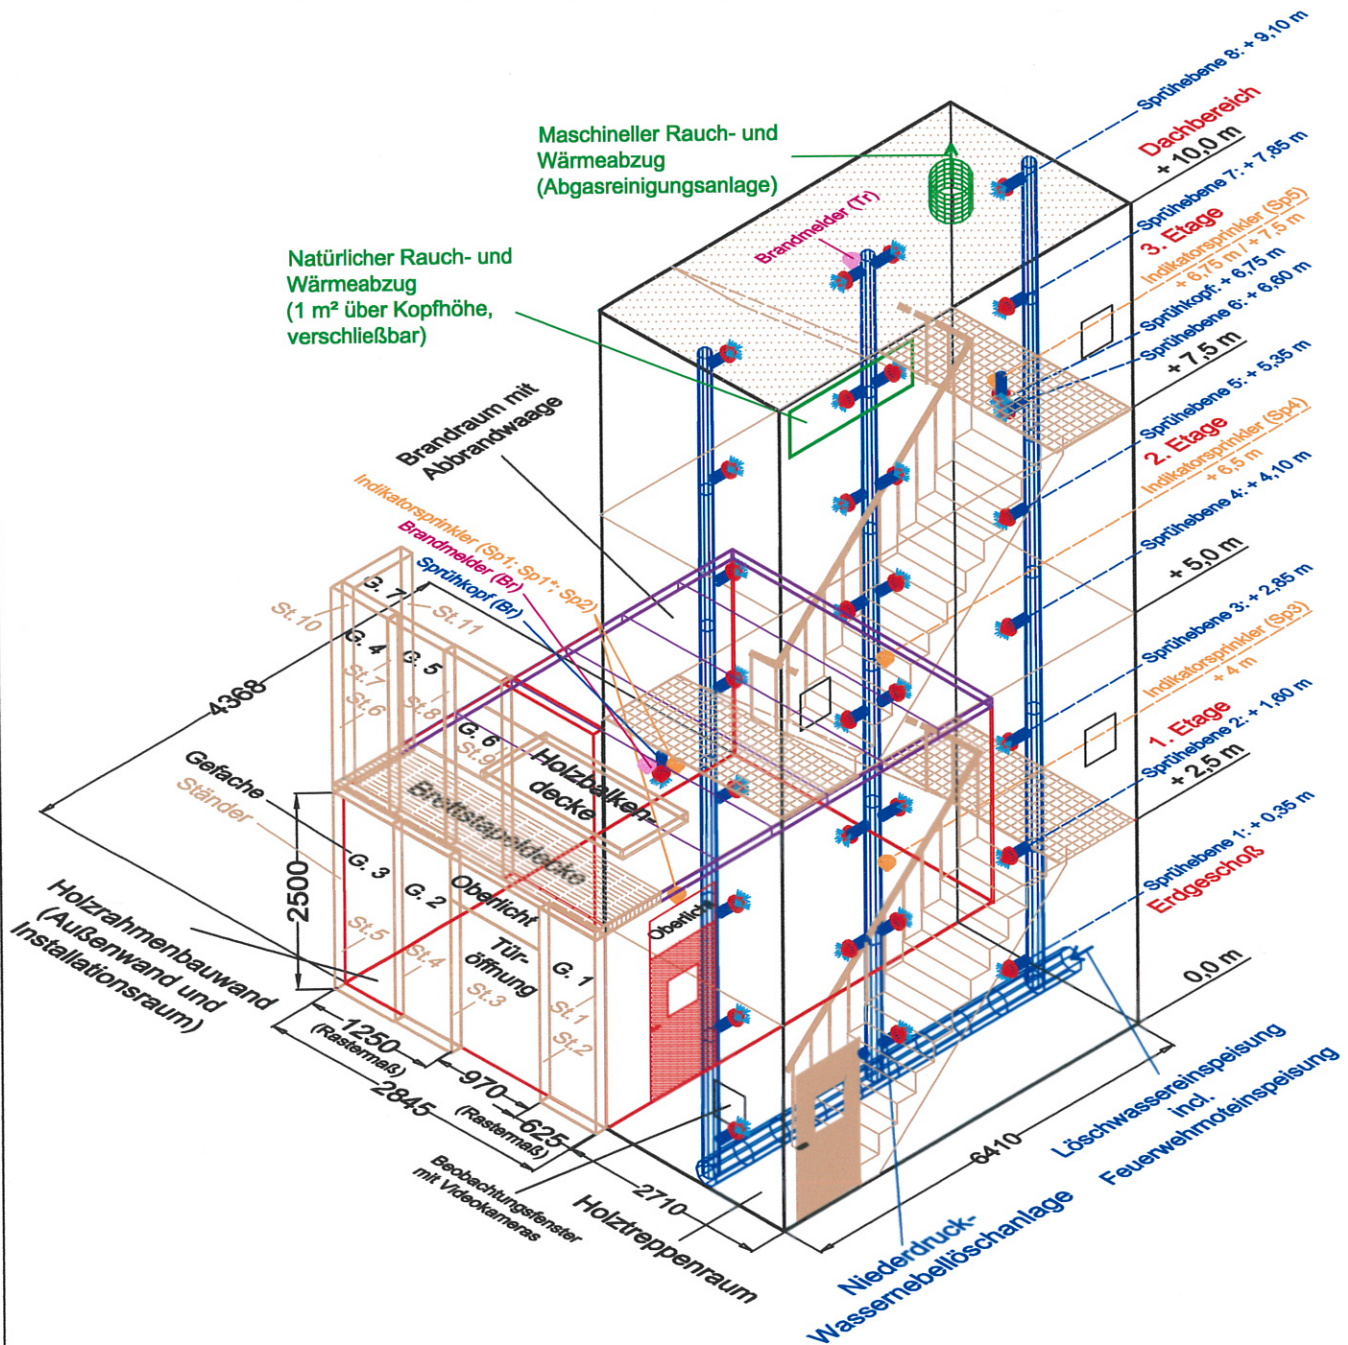 Sprühebene 8: + 9,10 m
Dachbereich
+ 10,0 m
Sprühebene 7: + 7,85 m
3. Etage
Indikatorsprinkler (Sp5)
+ 6,75 m / + 7,5 m
Sprühkopf: + 6,75 m
Sprühebene 6: + 6,60 m
+ 7,5 m
Sprühebene 5: + 5,35 m
2. Etage
Indikatorsprinkler (Sp4)
+ 6,5 m
Sprühebene 4: + 4,10 m
+ 5,0 m
Sprühebene 3: + 2,85 m
Indikatorsprinkler (Sp3)
+ 4 m
1. Etage
Sprühebene 2: + 1,60 m
+ 2,5 m
Sprühebene 1: + 0,35 m
Erdgeschoß
0,0 m
Maschineller Rauch- und
Wärmeabzug
(Abgasreinigungsanlage)
Brandmelder (Tr)
Natürlicher Rauch- und
Wärmeabzug
(1 m² über Kopfhöhe,
verschließbar)
Brandraum mit
Abbrandwaage
Indikatorsprinkler (Sp1; Sp1*; Sp2)
Brandmelder (Br)
Sprühkopf (Br)
G. 7
St.10
St.11
G. 4
G. 5
St.7
St.8
St.6
G. 6
St.9
4368
Holzbalken-
decke
Brettstapeldecke
Gefache
Ständer
2500
G. 3
G. 2
Oberlicht
Oberlicht
Tür-
öffnung
G. 1
St.5
St.4
St.3
St.1
St.2
Holzrahmenbauwand
(Außenwand und
Installationsraum)
1250
(Rastermaß)
970
2845
(Rastermaß)
625
2710
6410
Beobachtungsfenster
mit Videokameras
Holztreppenraum
Niederdruck-
Wassernebellöschanlage
Löschwassereinspeisung
incl.
Feuerwehrnoteinspeisung